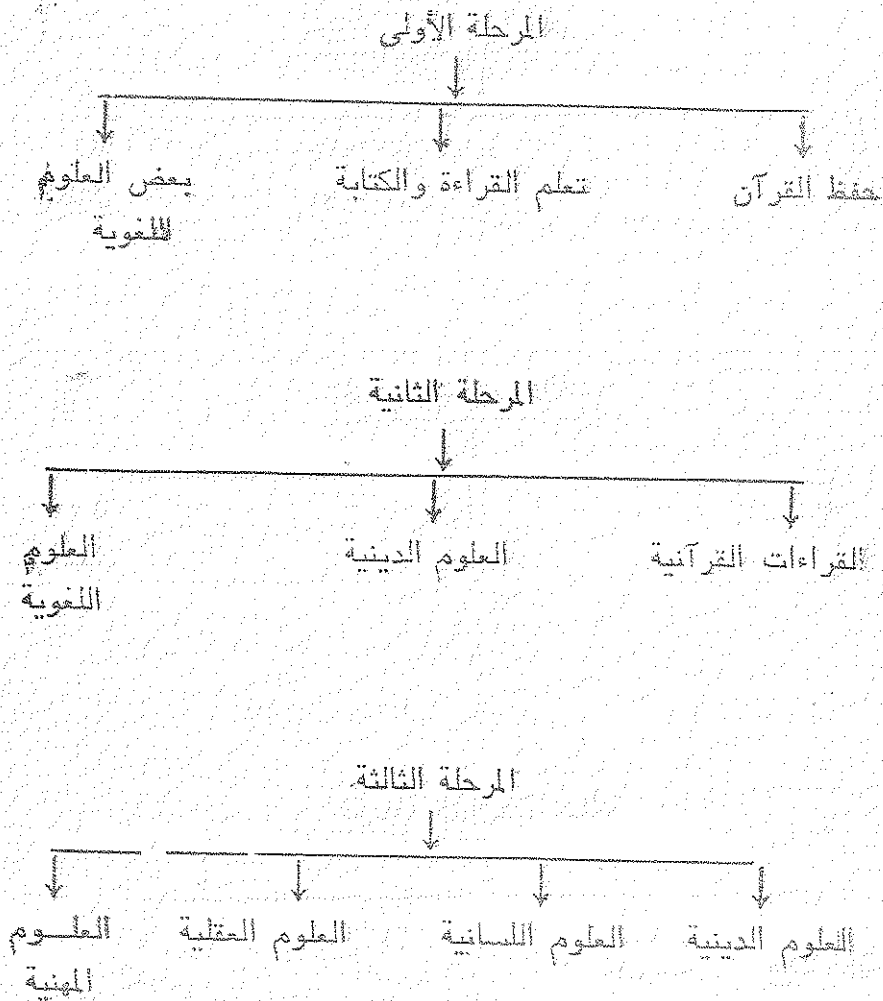 المرحلة الأولى
حفظ القرآن
تعلم القراءة والكتابة
بعض العلوم
اللغوية
المرحلة الثانية
القراءات القرآنية
العلوم الدينية
العلوم
اللغوية
المرحلة الثالثة
العلوم الدينية
العلوم اللسانية
العلوم العقلية
العلـــوم
المهنية